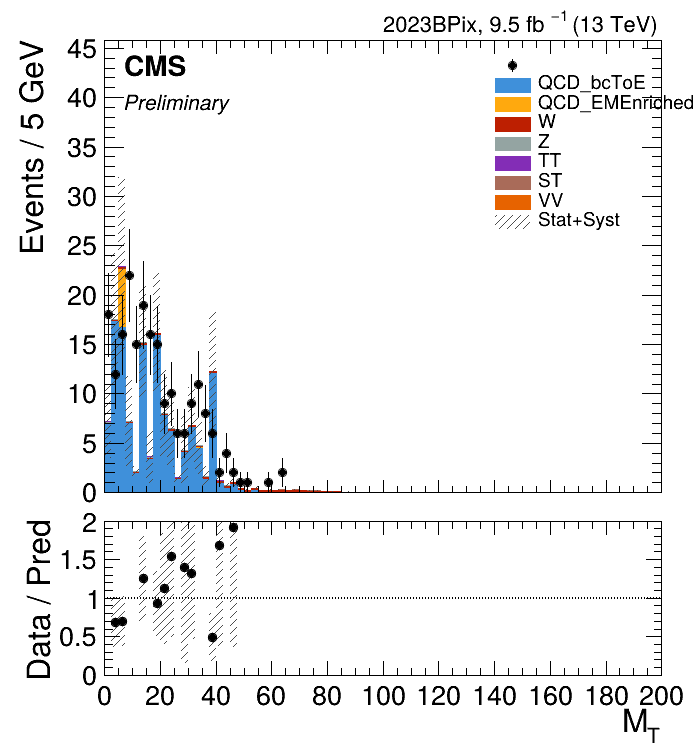 2023BPix, 9.5 fb⁻¹ (13 TeV)
Events / 5 GeV
45
40
35
30
25
20
15
10
5
0
CMS
Preliminary
QCD_bcToE
QCD_EMEnriched
W
Z
TT
ST
VV
Stat+Syst
Data / Pred
2
1.5
1
0.5
0
0 20 40 60 80 100 120 140 160 180 200
M_T